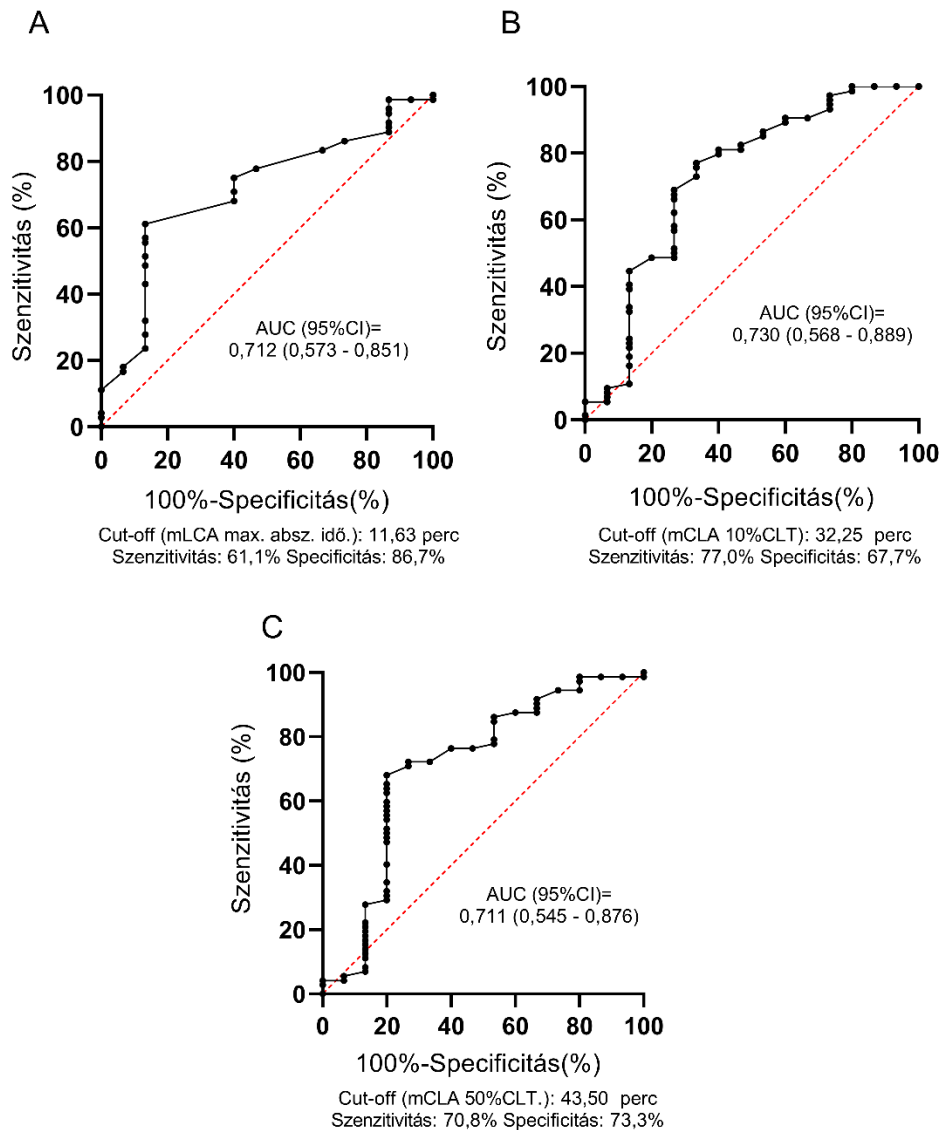 A
Szenzitivitás (%)
100
80
60
40
20
0
AUC (95%CI)=
0,712 (0,573 - 0,851)
0 20 40 60 80 100
100%-Specificitás(%)
Cut-off (mLCA max. absz. idő.): 11,63 perc
Szenzitivitás: 61,1% Specificitás: 86,7%
B
Szenzitivitás (%)
100
80
60
40
20
0
AUC (95%CI)=
0,730 (0,568 - 0,889)
0 20 40 60 80 100
100%-Specificitás(%)
Cut-off (mCLA 10%CLT): 32,25 perc
Szenzitivitás: 77,0% Specificitás: 67,7%
C
Szenzitivitás (%)
100
80
60
40
20
0
AUC (95%CI)=
0,711 (0,545 - 0,876)
0 20 40 60 80 100
100%-Specificitás(%)
Cut-off (mCLA 50%CLT.): 43,50 perc
Szenzitivitás: 70,8% Specificitás: 73,3%